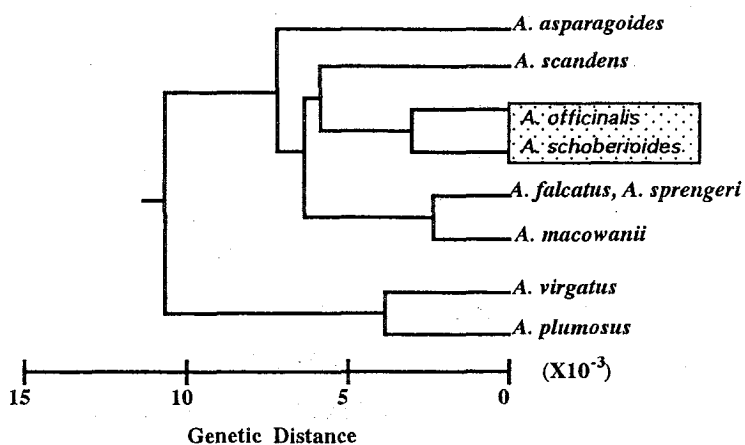 A. asparagoides
A. scandens
A. officinalis
A. schoberioides
A. falcatus, A. sprengeri
A. macowanii
A. virgatus
A. plumosus
15 10 5 0 (X10⁻³)
Genetic Distance